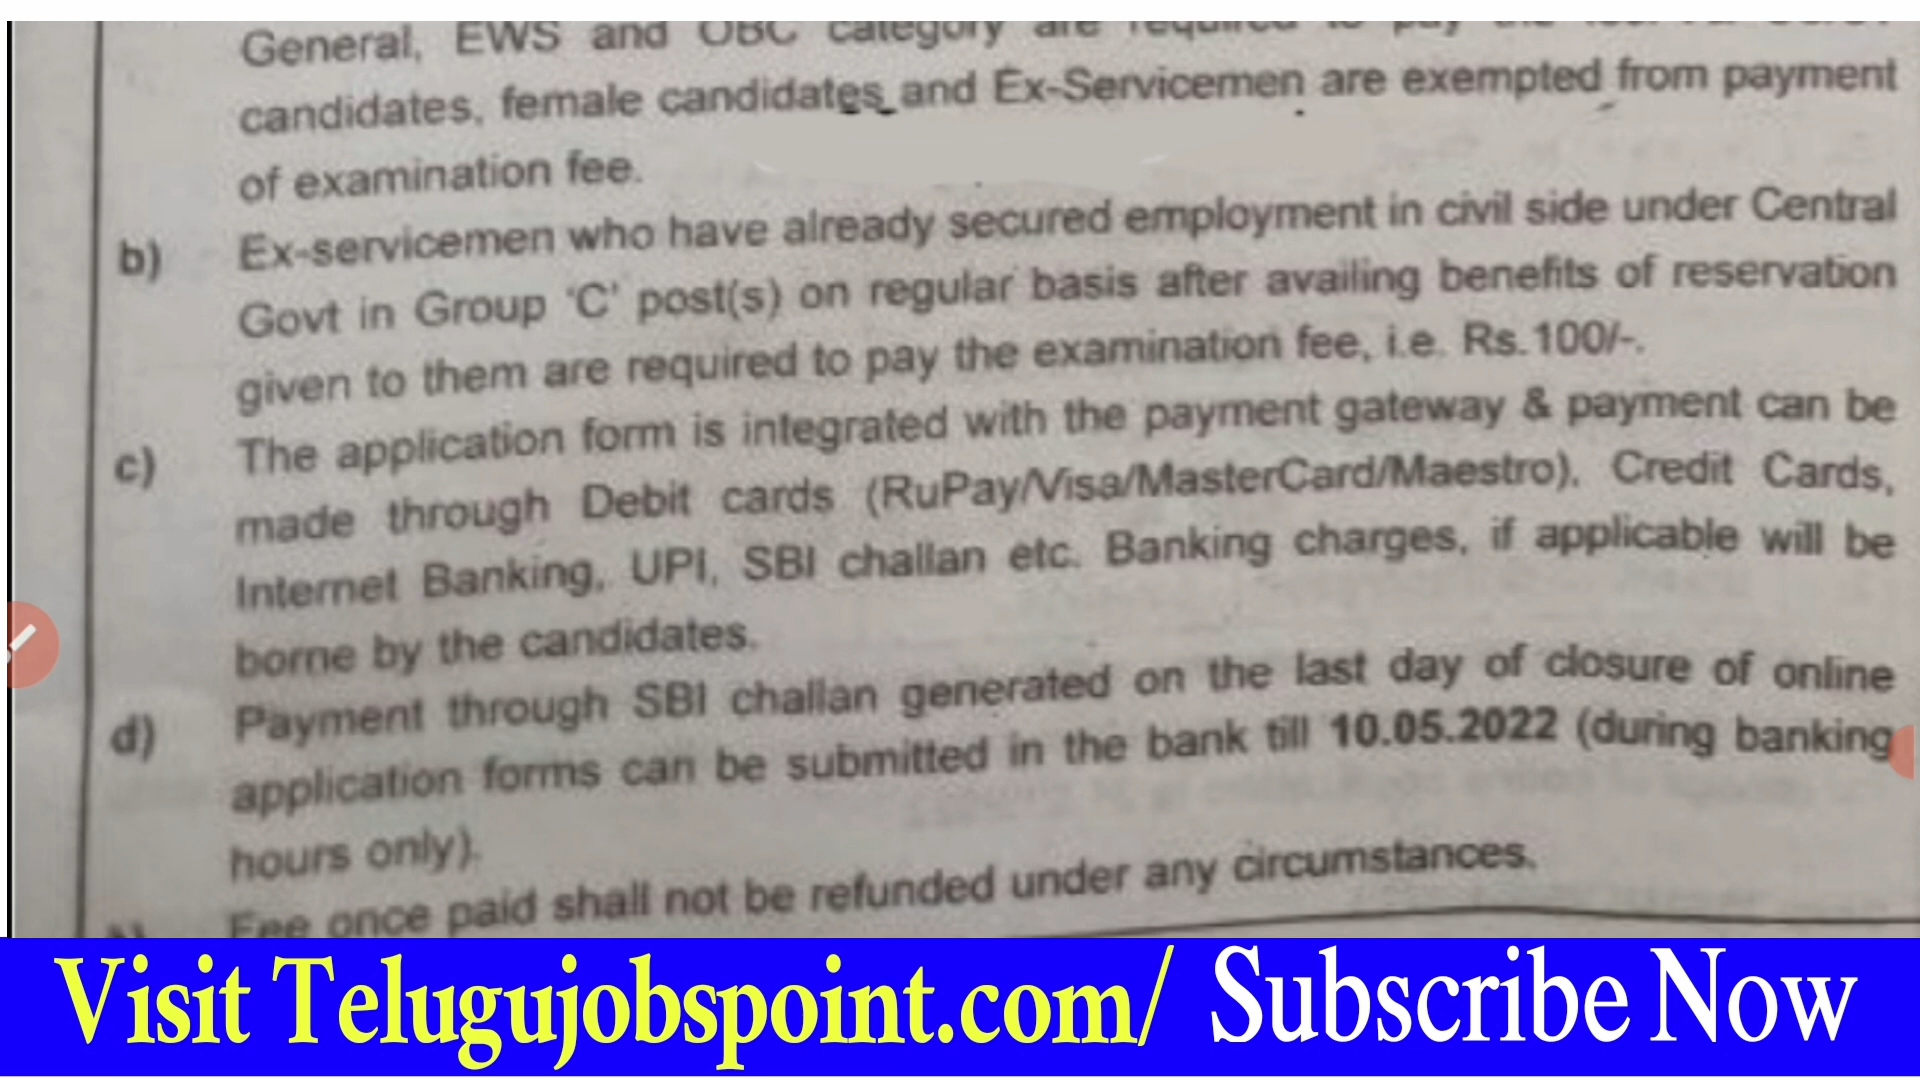 General, EWS and OBC category are required to pay the
candidates, female candidates and Ex-Servicemen are exempted from payment
of examination fee.
b) Ex-servicemen who have already secured employment in civil side under Central
Govt in Group 'C' post(s) on regular basis after availing benefits of reservation
given to them are required to pay the examination fee, i.e. Rs.100/-.
c) The application form is integrated with the payment gateway & payment can be
made through Debit cards (RuPay/Visa/MasterCard/Maestro), Credit Cards,
Internet Banking, UPI, SBI challan etc. Banking charges, if applicable will be
borne by the candidates.
d) Payment through SBI challan generated on the last day of closure of online
application forms can be submitted in the bank till 10.05.2022 (during banking
hours only).
Fee once paid shall not be refunded under any circumstances.
Visit Telugujobspoint.com/ Subscribe Now